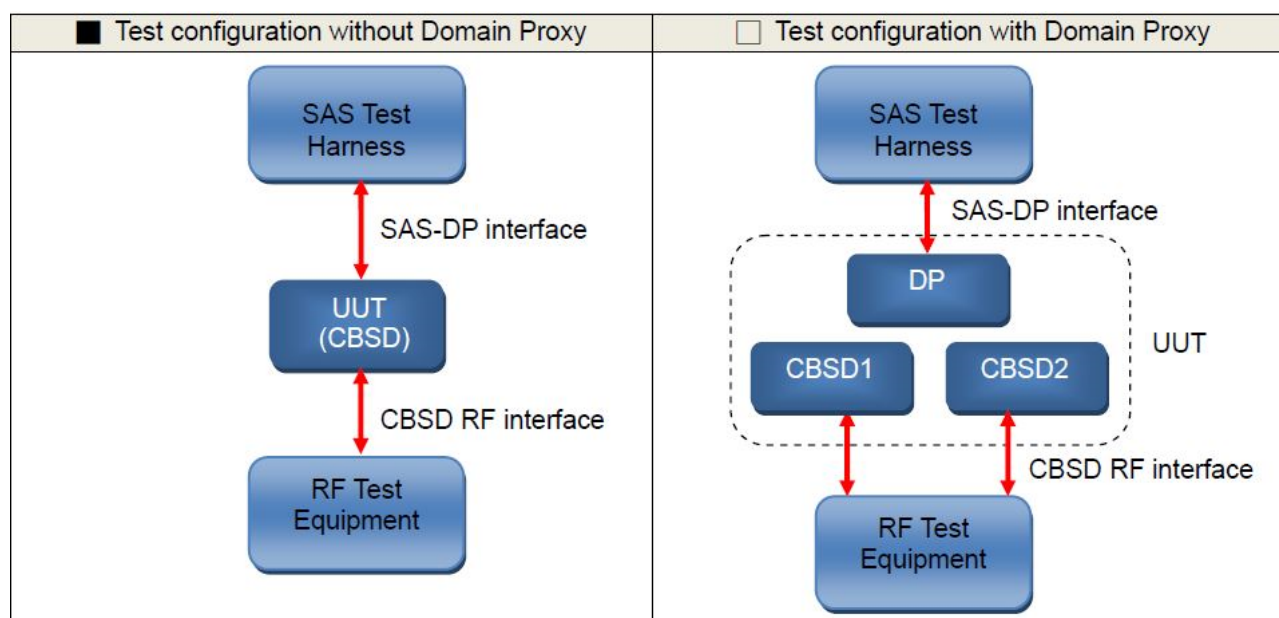 ■ Test configuration without Domain Proxy
SAS Test
Harness
SAS-DP interface
UUT
(CBSD)
CBSD RF interface
RF Test
Equipment
□ Test configuration with Domain Proxy
SAS Test
Harness
SAS-DP interface
DP
CBSD1
CBSD2
UUT
CBSD RF interface
RF Test
Equipment